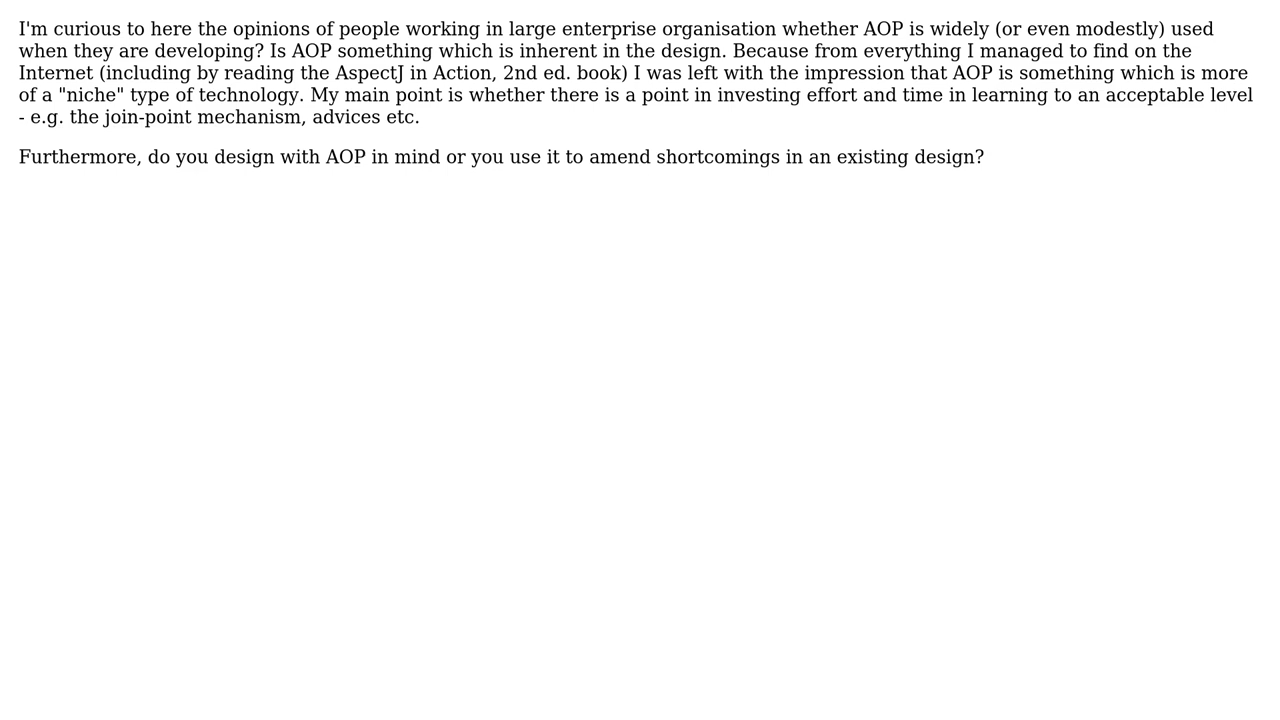 I'm curious to here the opinions of people working in large enterprise organisation whether AOP is widely (or even modestly) used
when they are developing? Is AOP something which is inherent in the design. Because from everything I managed to find on the
Internet (including by reading the AspectJ in Action, 2nd ed. book) I was left with the impression that AOP is something which is more
of a "niche" type of technology. My main point is whether there is a point in investing effort and time in learning to an acceptable level
- e.g. the join-point mechanism, advices etc.
Furthermore, do you design with AOP in mind or you use it to amend shortcomings in an existing design?